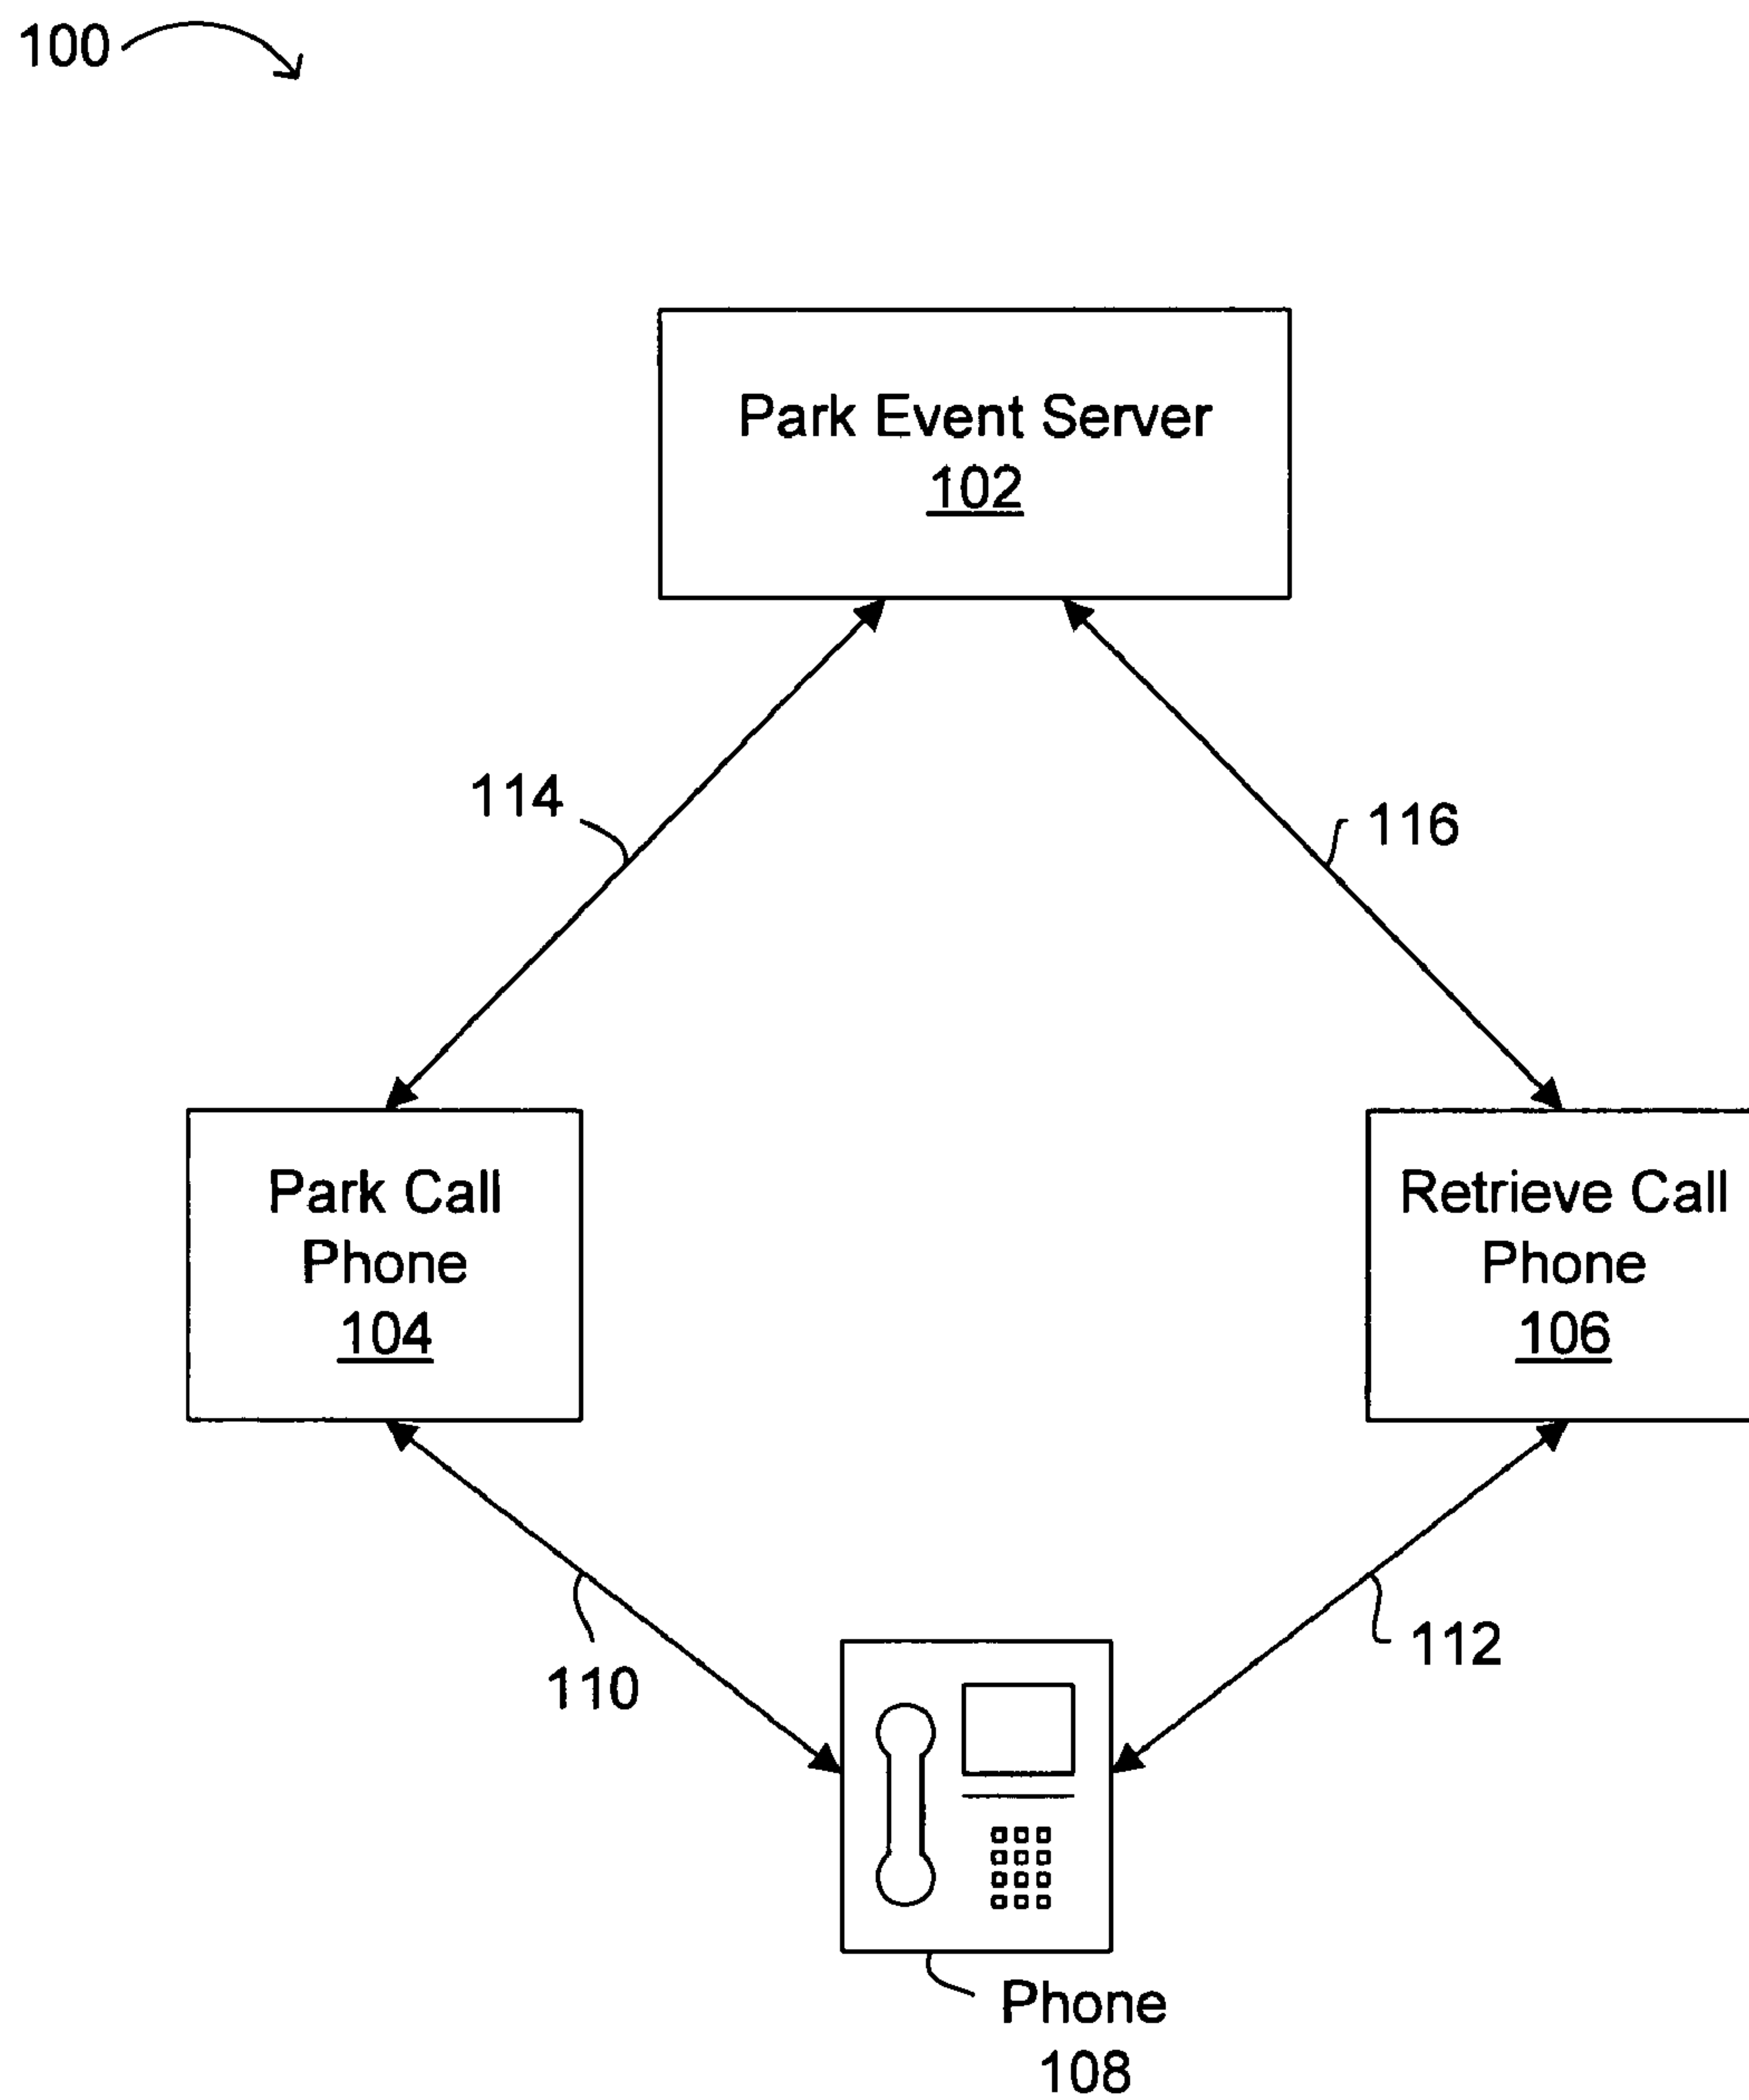 100
Park Event Server
102
114
116
Park Call
Phone
104
Retrieve Call
Phone
106
110
112
Phone
108